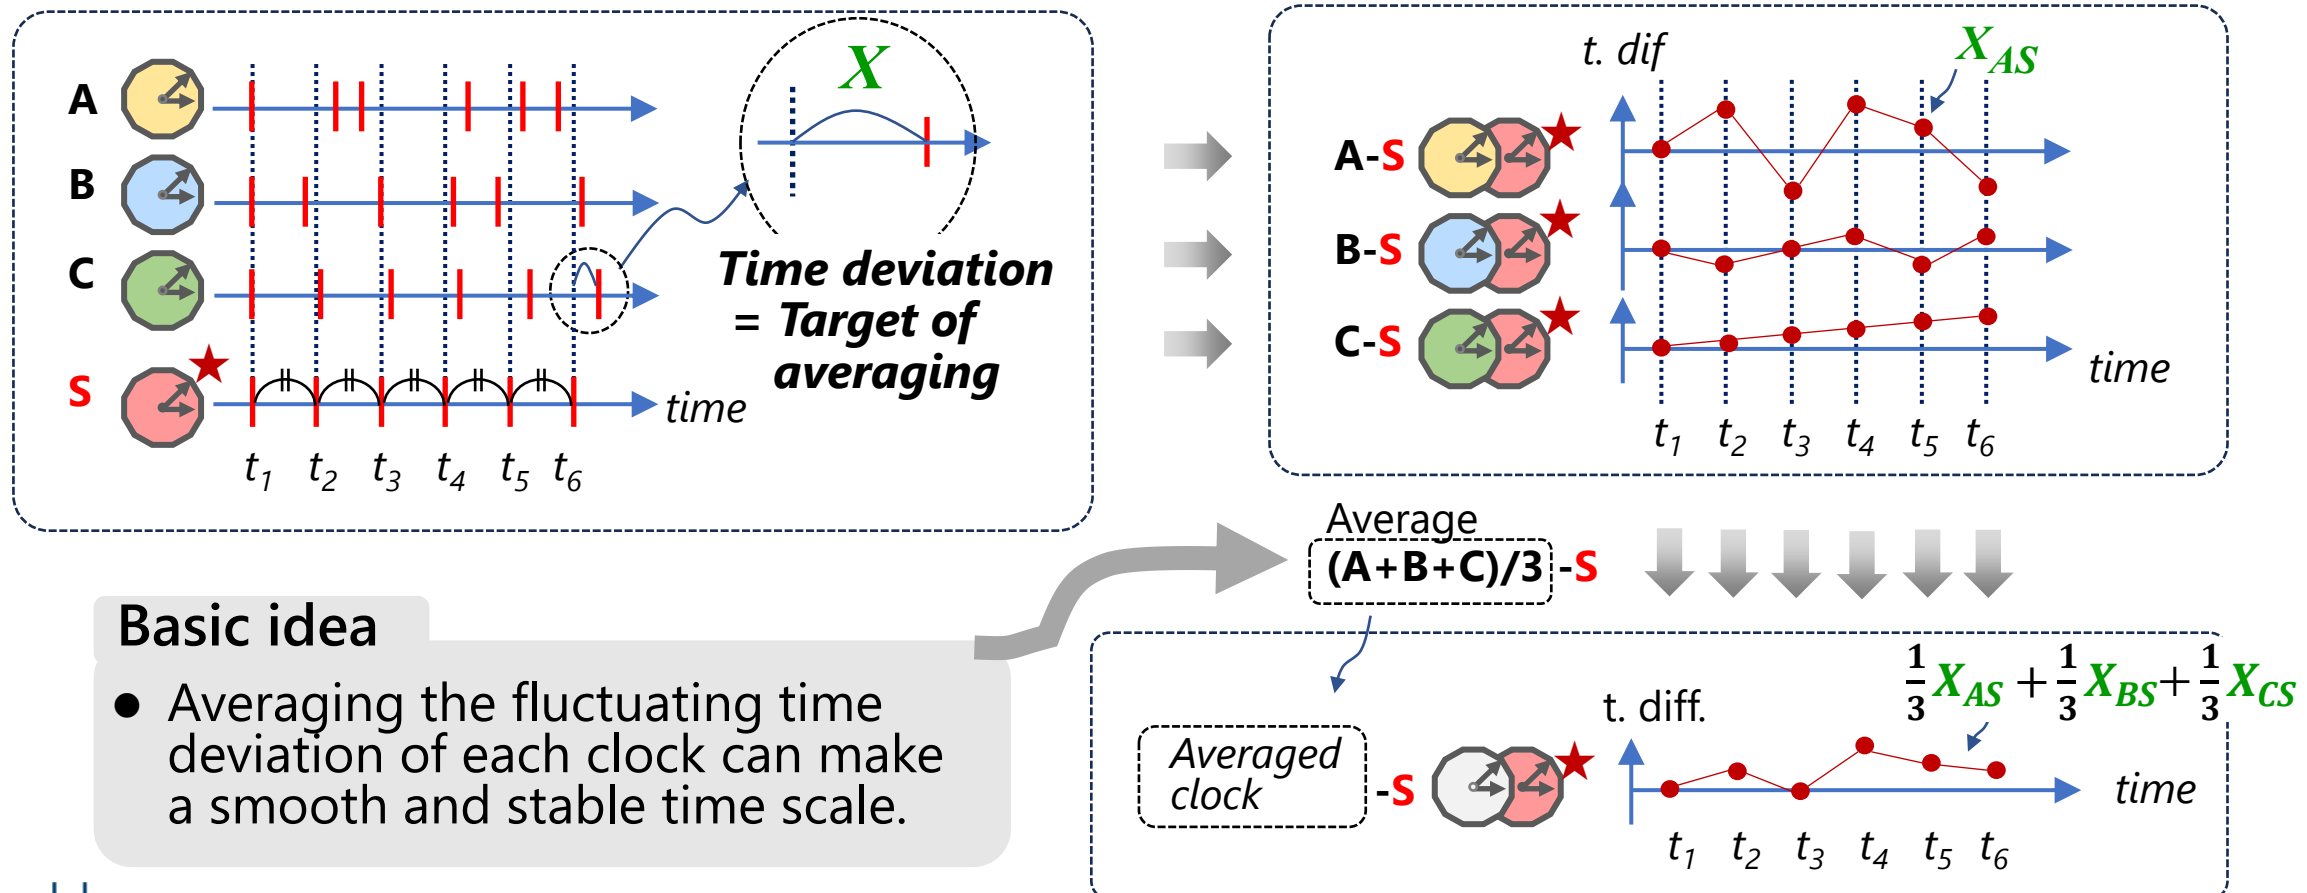 A
B
C
S
X
Time deviation
= Target of
averaging
time
t1 t2 t3 t4 t5 t6
t. dif
XAS
A-S
B-S
C-S
time
t1 t2 t3 t4 t5 t6
Average
(A+B+C)/3 -S
Basic idea
● Averaging the fluctuating time
deviation of each clock can make
a smooth and stable time scale.
1/3 XAS + 1/3 XBS + 1/3 XCS
t. diff.
Averaged
clock
-S
time
t1 t2 t3 t4 t5 t6